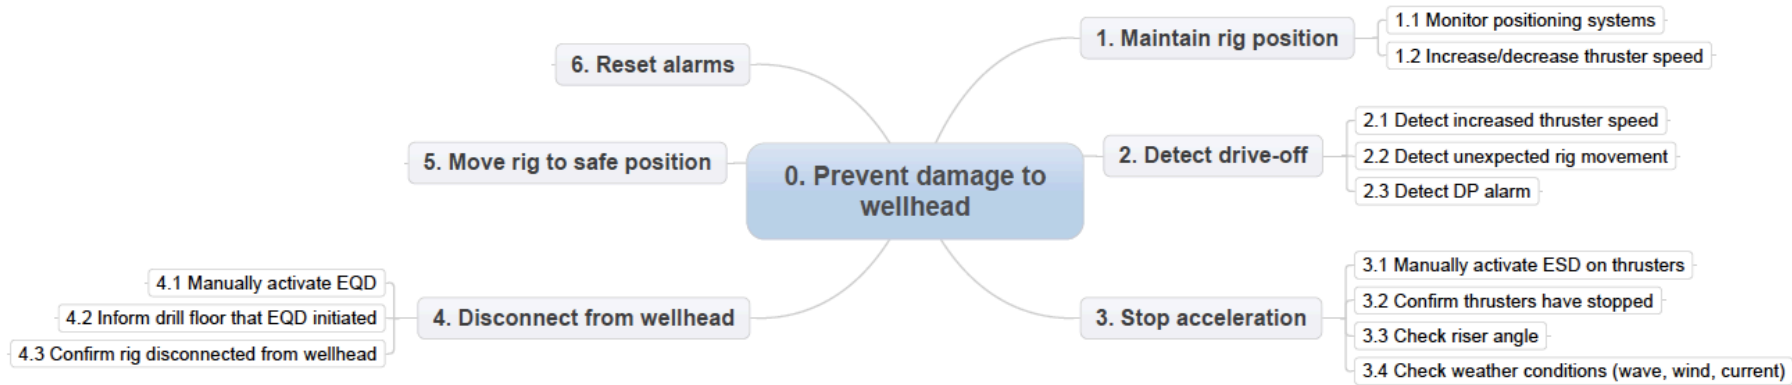 0. Prevent damage to
wellhead
1. Maintain rig position
1.1 Monitor positioning systems
1.2 Increase/decrease thruster speed
2. Detect drive-off
2.1 Detect increased thruster speed
2.2 Detect unexpected rig movement
2.3 Detect DP alarm
3. Stop acceleration
3.1 Manually activate ESD on thrusters
3.2 Confirm thrusters have stopped
3.3 Check riser angle
3.4 Check weather conditions (wave, wind, current)
4. Disconnect from wellhead
4.1 Manually activate EQD
4.2 Inform drill floor that EQD initiated
4.3 Confirm rig disconnected from wellhead
5. Move rig to safe position
6. Reset alarms